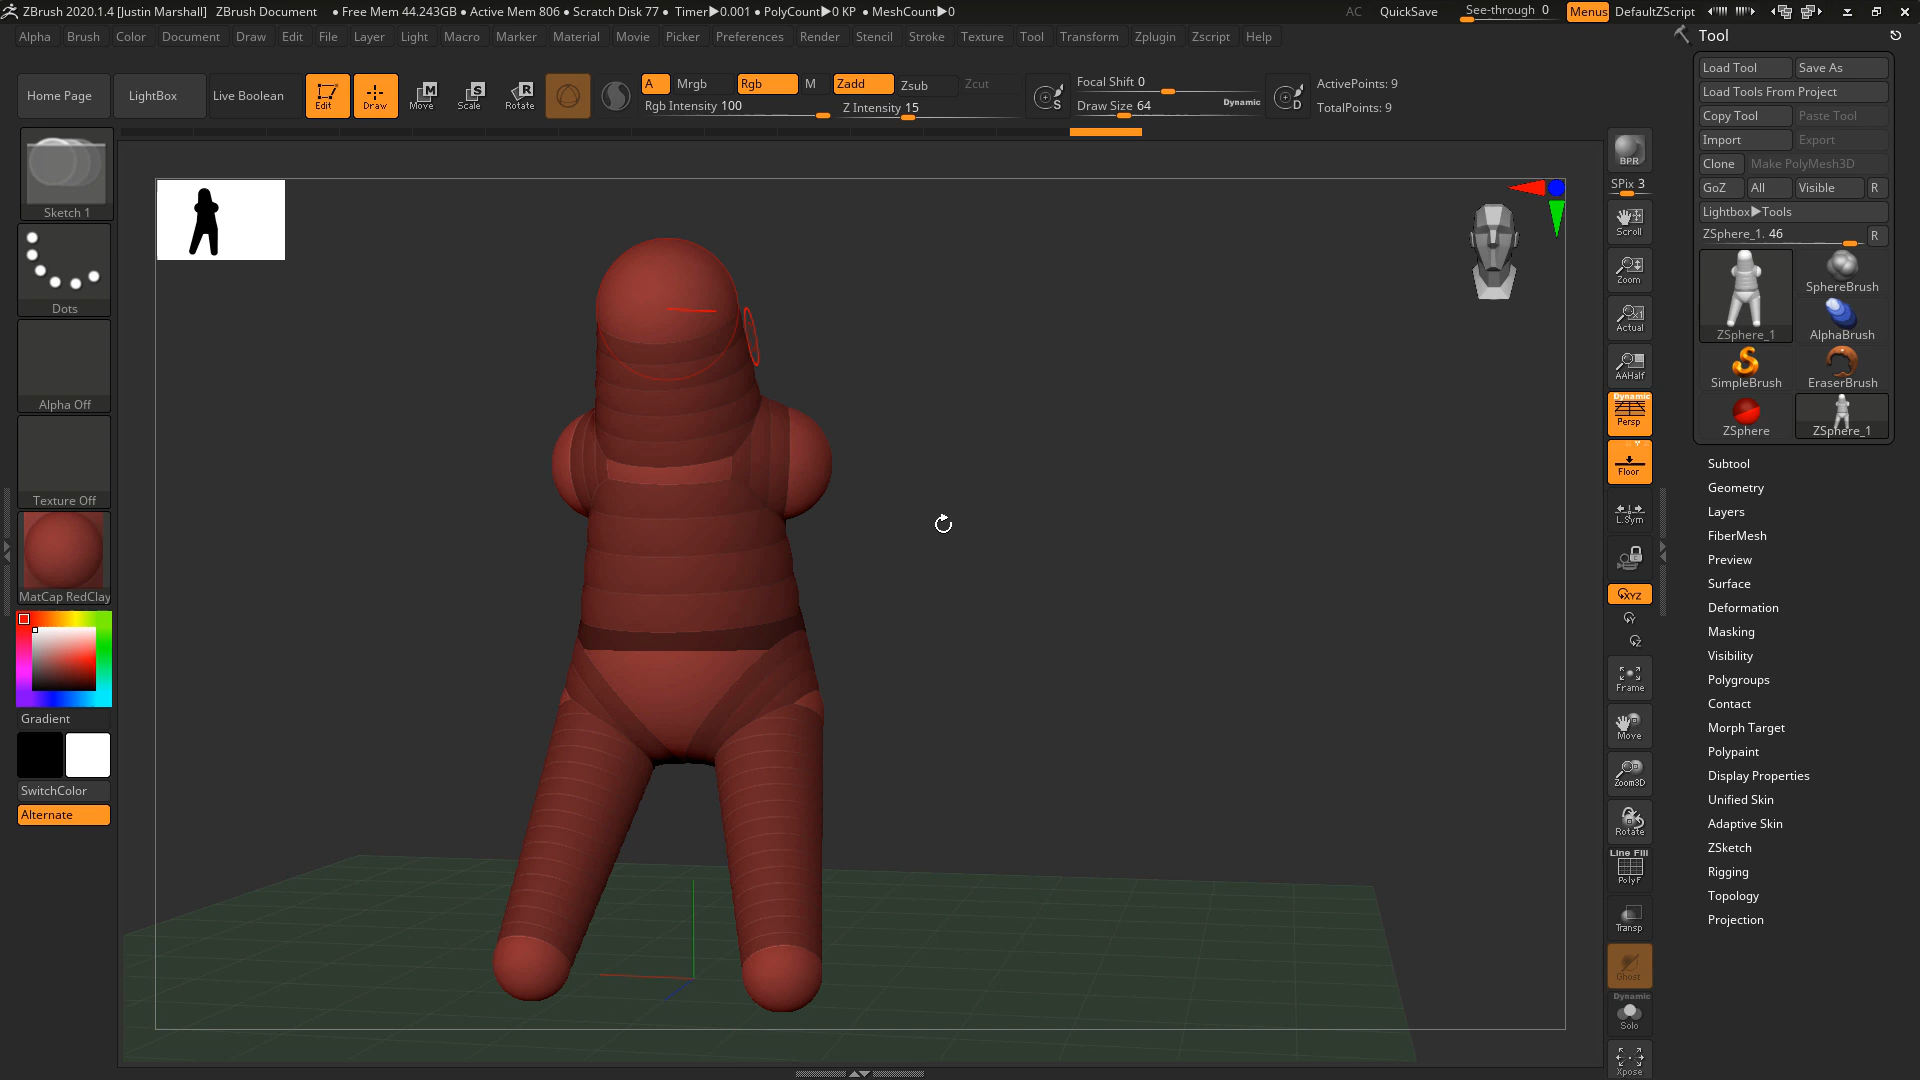 ZBrush 2020.1.4 [Justin Marshall] ZBrush Document • Free Mem 44.243GB • Active Mem 806 • Scratch Disk 77 • Timer▶0.001 • PolyCount▶0 KP • MeshCount▶0 AC QuickSave See-through 0 Menus DefaultZScript
Alpha Brush Color Document Draw Edit File Layer Light Macro Marker Material Movie Picker Preferences Render Stencil Stroke Texture Tool Transform Zplugin Zscript Help
Tool
Load Tool Save As
Load Tools From Project
Copy Tool Paste Tool
Import Export
Clone Make PolyMesh3D
GoZ All Visible R
Lightbox▶Tools
ZSphere_1. 46 R
ZSphere_1
SphereBrush
AlphaBrush
SimpleBrush
EraserBrush
ZSphere
ZSphere_1
Subtool
Geometry
Layers
FiberMesh
Preview
Surface
Deformation
Masking
Visibility
Polygroups
Contact
Morph Target
Polypaint
Display Properties
Unified Skin
Adaptive Skin
ZSketch
Rigging
Topology
Projection
Home Page
LightBox
Live Boolean
Edit
Draw
Move
Scale
Rotate
A Mrgb Rgb M Zadd Zsub Zcut
Rgb Intensity 100 Z Intensity 15
S
Focal Shift 0
Draw Size 64 Dynamic
D
ActivePoints: 9
TotalPoints: 9
Sketch 1
Dots
Alpha Off
Texture Off
MatCap RedClay
Gradient
SwitchColor
Alternate
BPR
SPix 3
Scroll
Zoom
Actual
AAHalf
Dynamic
Persp
Floor
L.Sym
XYZ
Y
Z
Frame
Move
Zoom3D
Rotate
Line Fill
PolyF
Transp
Ghost
Dynamic
Solo
Xpose